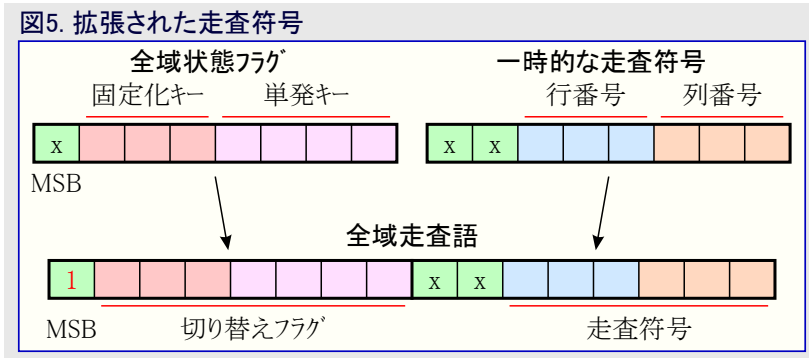 図5. 拡張された走査符号
全域状態フラグ 一時的な走査符号
固定化キー 単発キー 行番号 列番号
x x x
MSB
全域走査語
1 x x
MSB 切り替えフラグ 走査符号